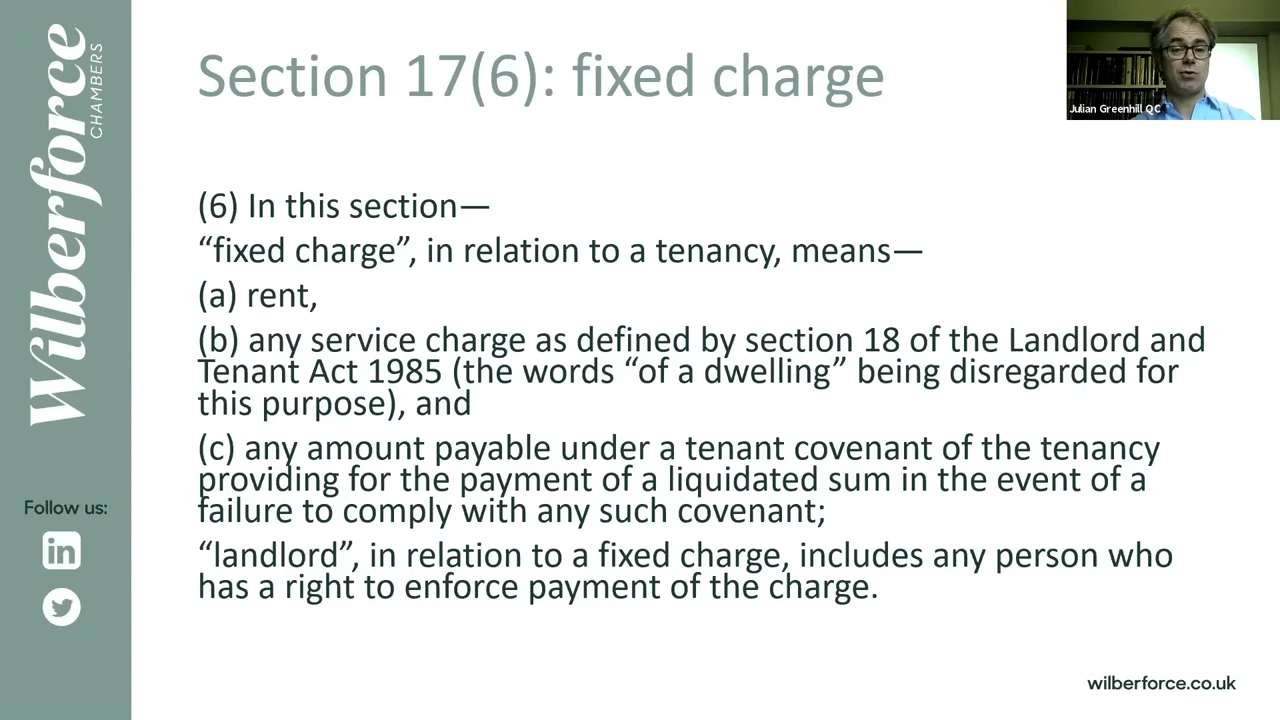 Wilberforce
CHAMBERS
Section 17(6): fixed charge
Julian Greenhill QC
(6) In this section—
“fixed charge”, in relation to a tenancy, means—
(a) rent,
(b) any service charge as defined by section 18 of the Landlord and
Tenant Act 1985 (the words “of a dwelling” being disregarded for
this purpose), and
(c) any amount payable under a tenant covenant of the tenancy
providing for the payment of a liquidated sum in the event of a
failure to comply with any such covenant;
“landlord”, in relation to a fixed charge, includes any person who
has a right to enforce payment of the charge.
Follow us:
in
wilberforce.co.uk